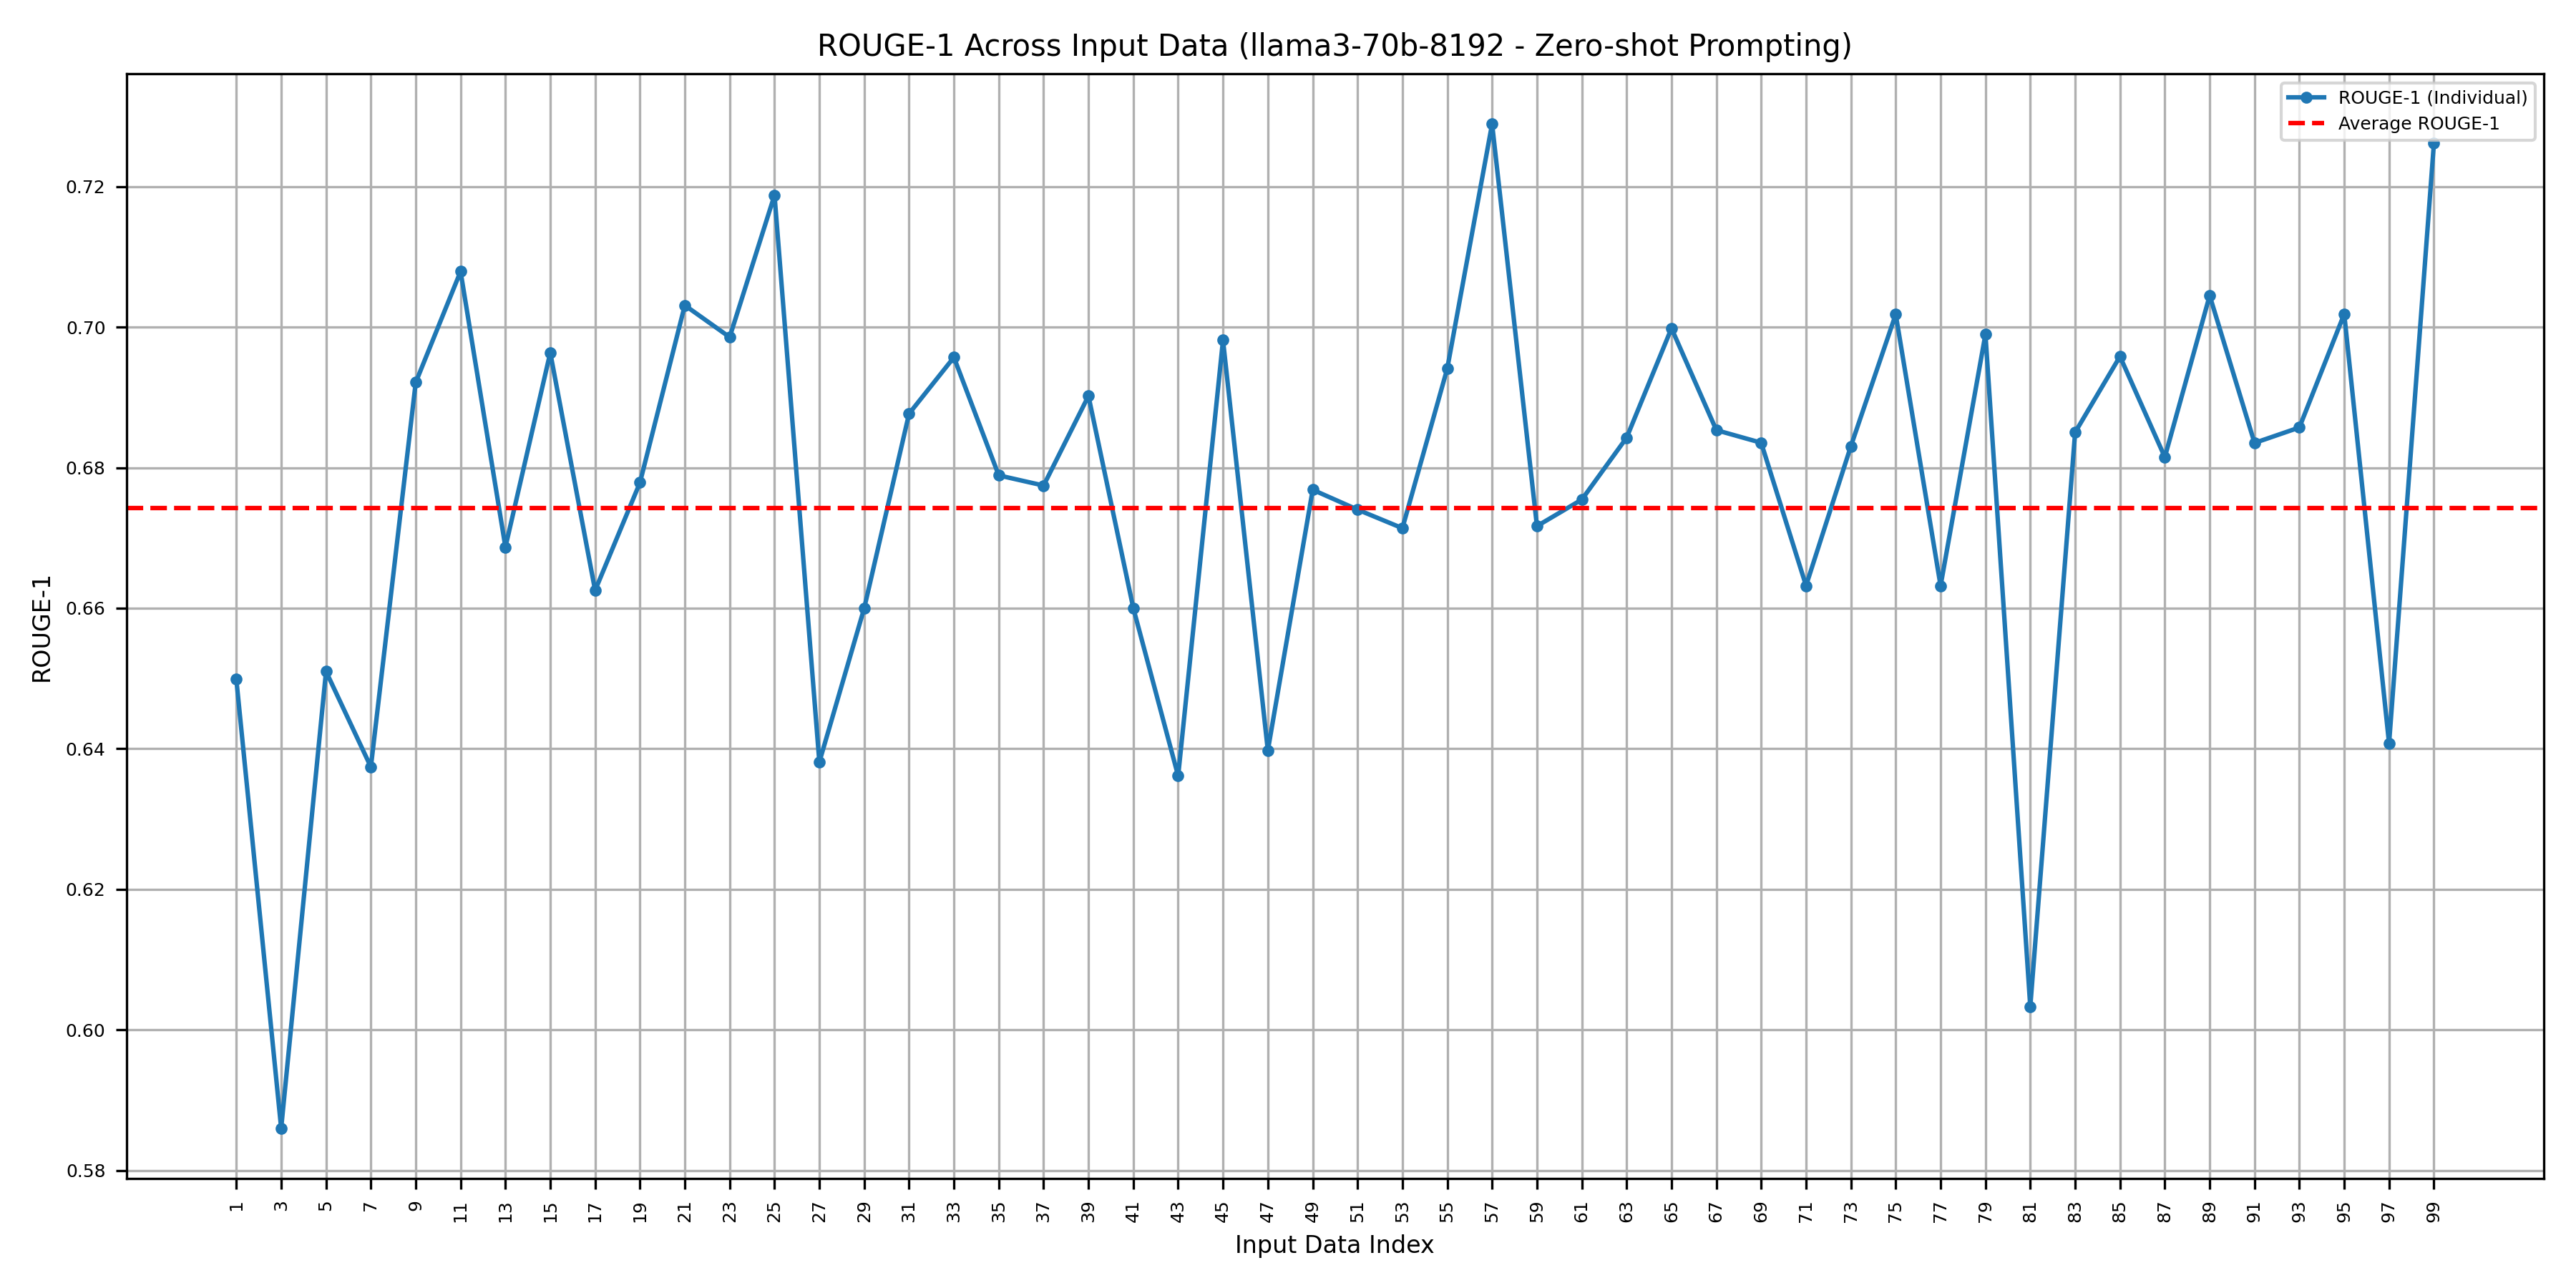 ROUGE-1 Across Input Data (llama3-70b-8192 - Zero-shot Prompting)
ROUGE-1 (Individual)
Average ROUGE-1
0.72
0.70
0.68
0.66
0.64
0.62
0.60
0.58
ROUGE-1
1 3 5 7 9 11 13 15 17 19 21 23 25 27 29 31 33 35 37 39 41 43 45 47 49 51 53 55 57 59 61 63 65 67 69 71 73 75 77 79 81 83 85 87 89 91 93 95 97 99
Input Data Index